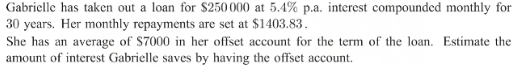 Gabrielle has taken out a loan for $250 000 at 5.4% p.a. interest compounded monthly for
30 years. Her monthly repayments are set at $1403.83.
She has an average of $7000 in her offset account for the term of the loan. Estimate the
amount of interest Gabrielle saves by having the offset account.